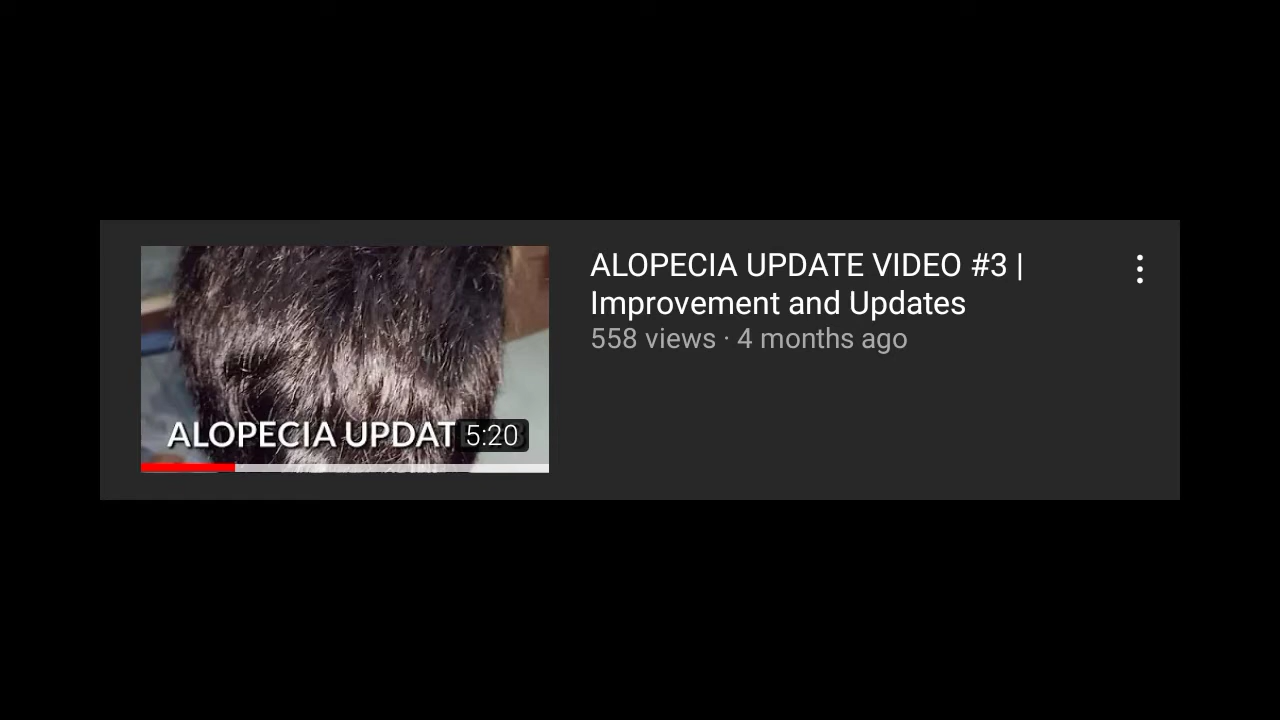 ALOPECIA UPDATE VIDEO #3 |
Improvement and Updates
558 views · 4 months ago
ALOPECIA UPDAT
5:20